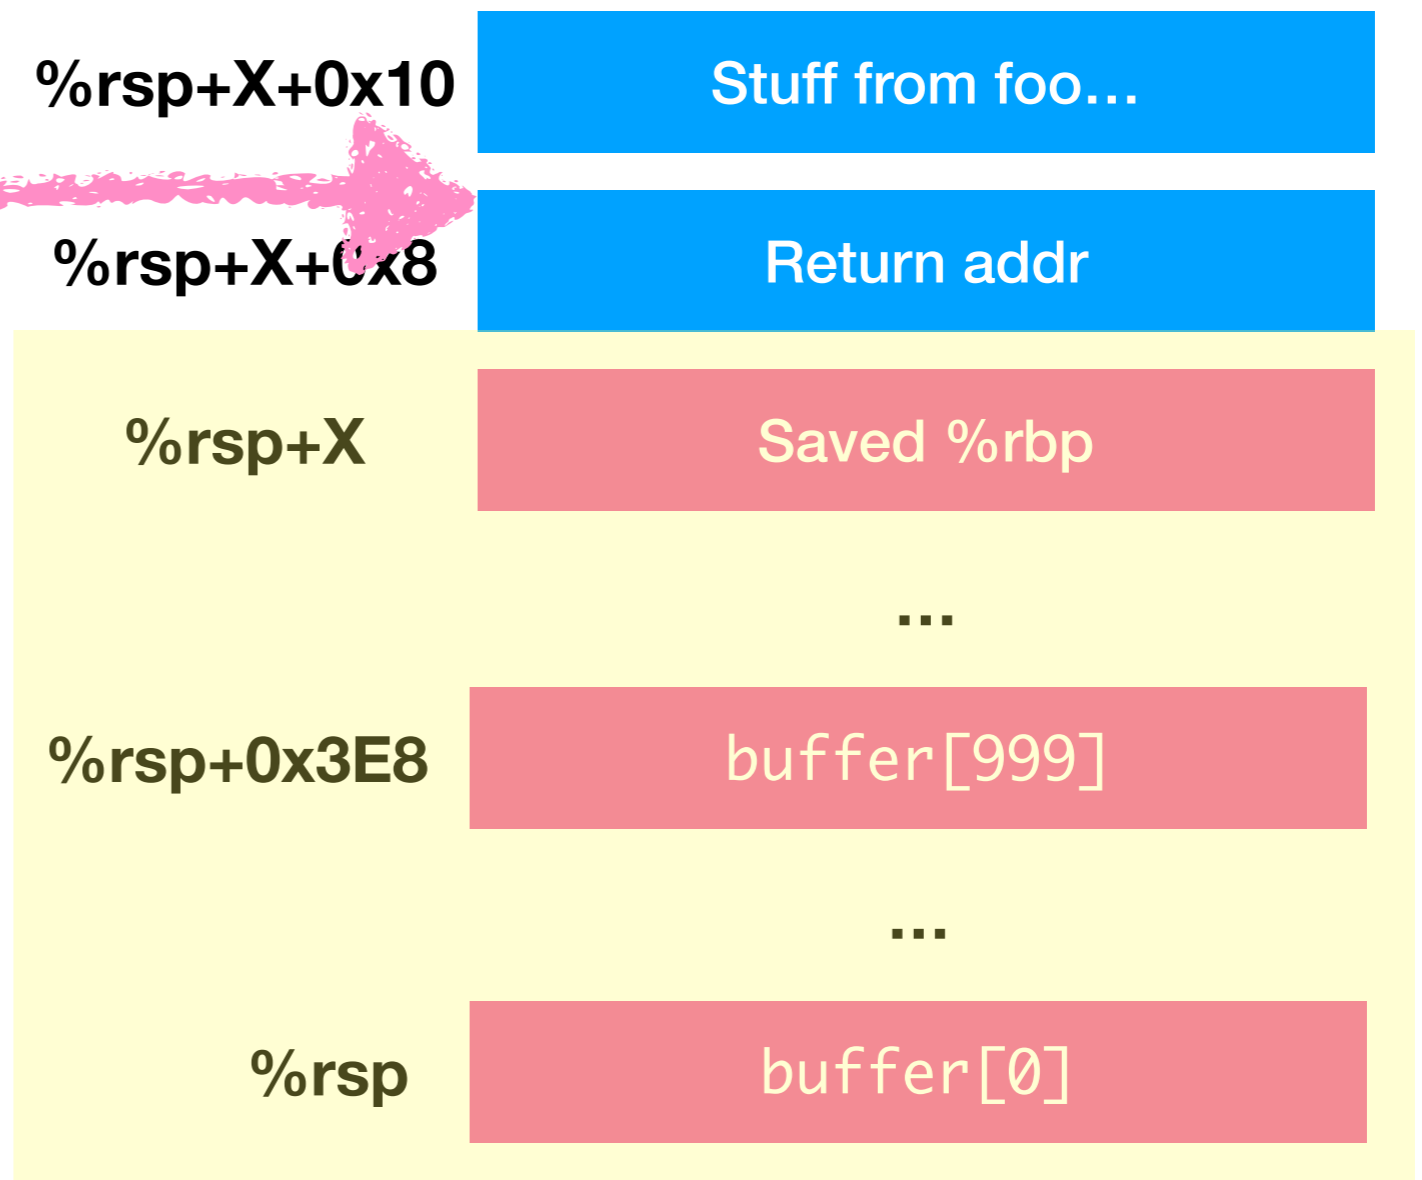 %rsp+X+0x10 Stuff from foo...
%rsp+X+0x8 Return addr
%rsp+X Saved %rbp
...
%rsp+0x3E8 buffer[999]
...
%rsp buffer[0]